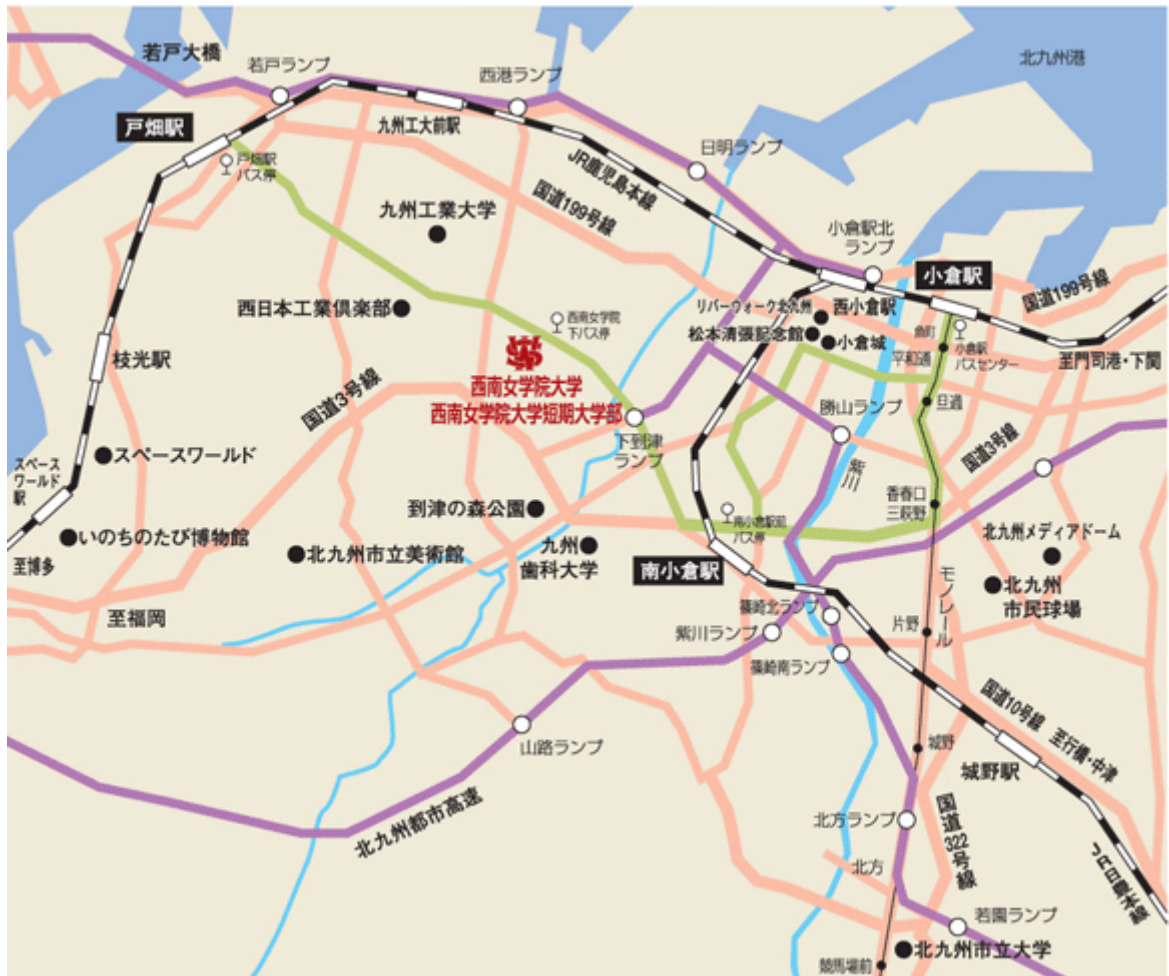 北九州港
若戸大橋
若戸ランプ
西港ランプ
戸畑駅
九州工大前駅
日明ランプ
JR鹿児島本線
戸畑駅
バス停
国道199号線
九州工業大学
小倉駅北
ランプ
小倉駅
国道199号線
西日本工業倶楽部
西南女学院
下バス停
リバーウォーク北九州
西小倉駅
松本清張記念館
小倉城
魚町
平和通
小倉駅
バスセンター
至門司港・下関
枝光駅
国道3号線
西南女学院大学
西南女学院大学短期大学部
下到津
ランプ
勝山ランプ
旦過
国道3号線
スペースワールド
スペース
ワールド
駅
紫川
到津の森公園
香春口
三萩野
南小倉駅前
バス停
いのちのたび博物館
至博多
北九州市立美術館
九州
歯科大学
南小倉駅
北九州メディアドーム
北九州
市民球場
モノレール
至福岡
篠崎北ランプ
紫川ランプ
片野
篠崎南ランプ
国道10号線 至行橋・中津
山路ランプ
城野
城野駅
北九州都市高速
北方ランプ
国道
322
号線
JR日豊本線
北方
若園ランプ
北九州市立大学
競馬場前